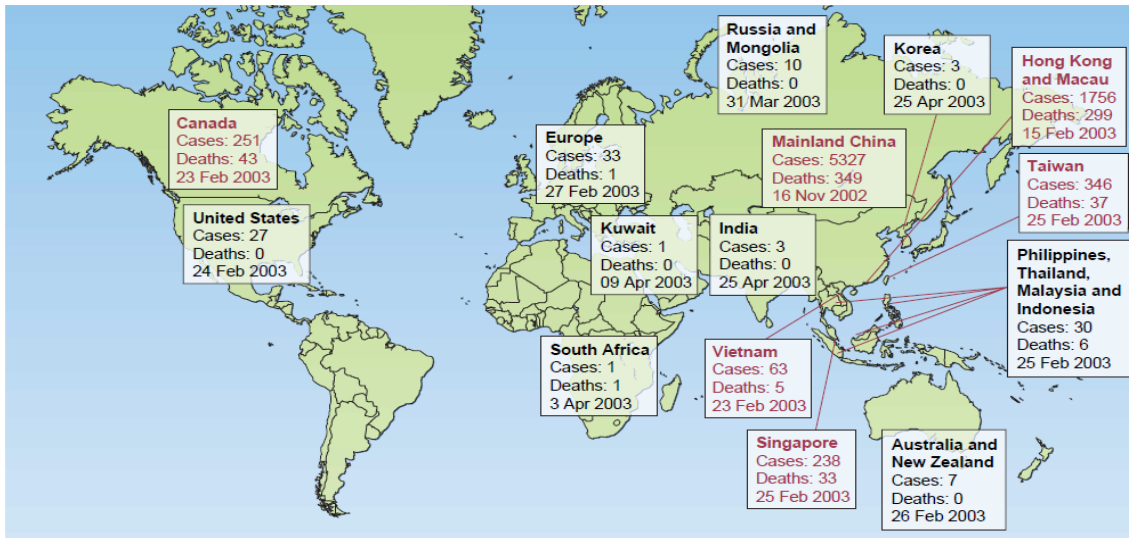 Russia and
Mongolia
Cases: 10
Deaths: 0
31 Mar 2003
Korea
Cases: 3
Deaths: 0
25 Apr 2003
Hong Kong
and Macau
Cases: 1756
Deaths: 299
15 Feb 2003
Canada
Cases: 251
Deaths: 43
23 Feb 2003
Europe
Cases: 33
Deaths: 1
27 Feb 2003
Mainland China
Cases: 5327
Deaths: 349
16 Nov 2002
Taiwan
Cases: 346
Deaths: 37
25 Feb 2003
United States
Cases: 27
Deaths: 0
24 Feb 2003
Kuwait
Cases: 1
Deaths: 0
09 Apr 2003
India
Cases: 3
Deaths: 0
25 Apr 2003
Philippines,
Thailand,
Malaysia and
Indonesia
Cases: 30
Deaths: 6
25 Feb 2003
South Africa
Cases: 1
Deaths: 1
3 Apr 2003
Vietnam
Cases: 63
Deaths: 5
23 Feb 2003
Singapore
Cases: 238
Deaths: 33
25 Feb 2003
Australia and
New Zealand
Cases: 7
Deaths: 0
26 Feb 2003